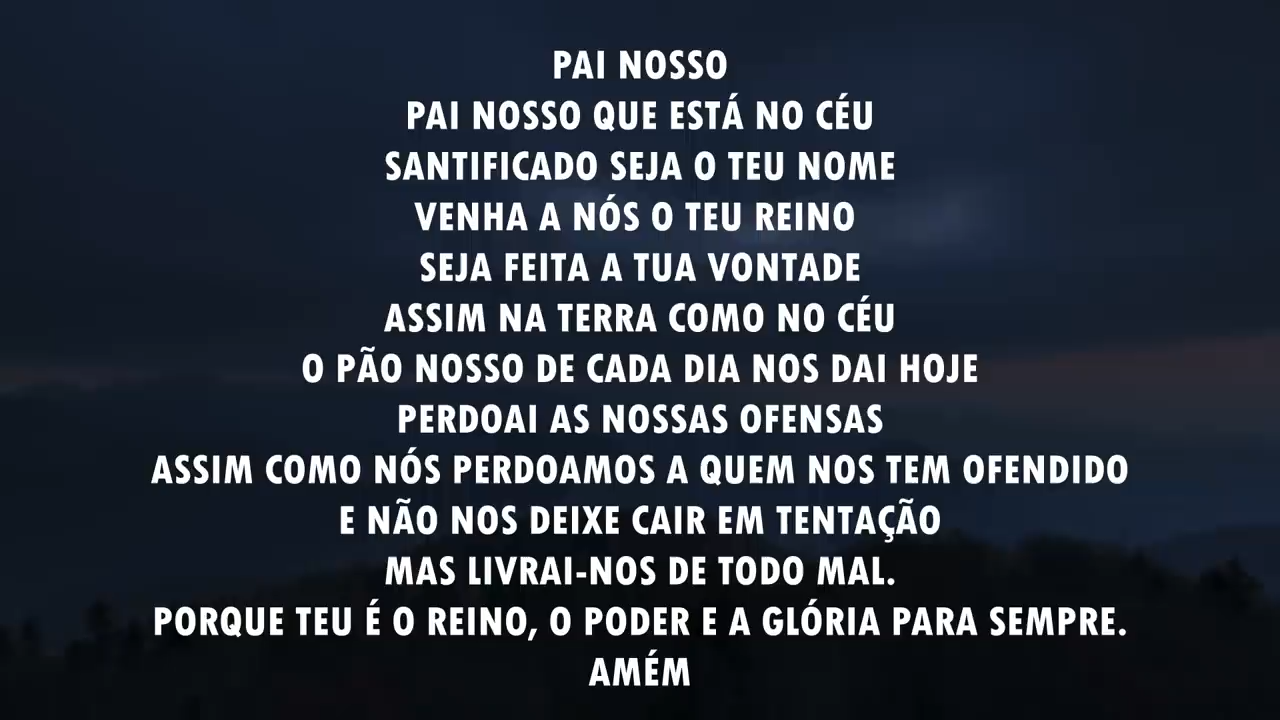 PAI NOSSO
PAI NOSSO QUE ESTÁ NO CÉU
SANTIFICADO SEJA O TEU NOME
VENHA A NÓS O TEU REINO
SEJA FEITA A TUA VONTADE
ASSIM NA TERRA COMO NO CÉU
O PÃO NOSSO DE CADA DIA NOS DAI HOJE
PERDOAI AS NOSSAS OFENSAS
ASSIM COMO NÓS PERDOAMOS A QUEM NOS TEM OFENDIDO
E NÃO NOS DEIXE CAIR EM TENTAÇÃO
MAS LIVRAI-NOS DE TODO MAL.
PORQUE TEU É O REINO, O PODER E A GLÓRIA PARA SEMPRE.
AMÉM